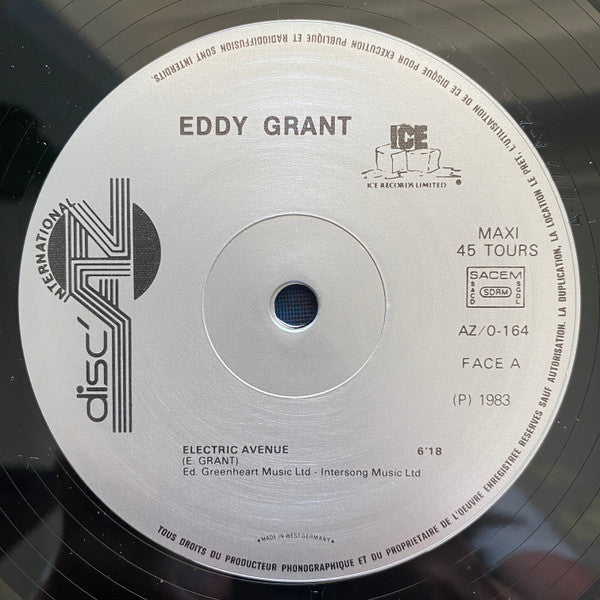 TOUS DROITS DU PRODUCTEUR PHONOGRAPHIQUE ET DU PROPRIETAIRE DE L'OEUVRE ENREGISTREE RESERVES SAUF AUTORISATION. LA DUPLICATION, LA LOCATION LE PRET, L'UTILISATION DE CE DISQUE POUR EXECUTION PUBLIQUE ET RADIODIFFUSION SONT INTERDITS.
EDDY GRANT
ICE
ICE RECORDS LIMITED
INTERNATIONAL
disc' AZ
MAXI
45 TOURS
SACEM
SACD
SDRM
SGDL
AZ/0-164
FACE A
(P) 1983
ELECTRIC AVENUE 6'18
(E. GRANT)
Ed. Greenheart Music Ltd - Intersong Music Ltd
• MADE IN WEST GERMANY •